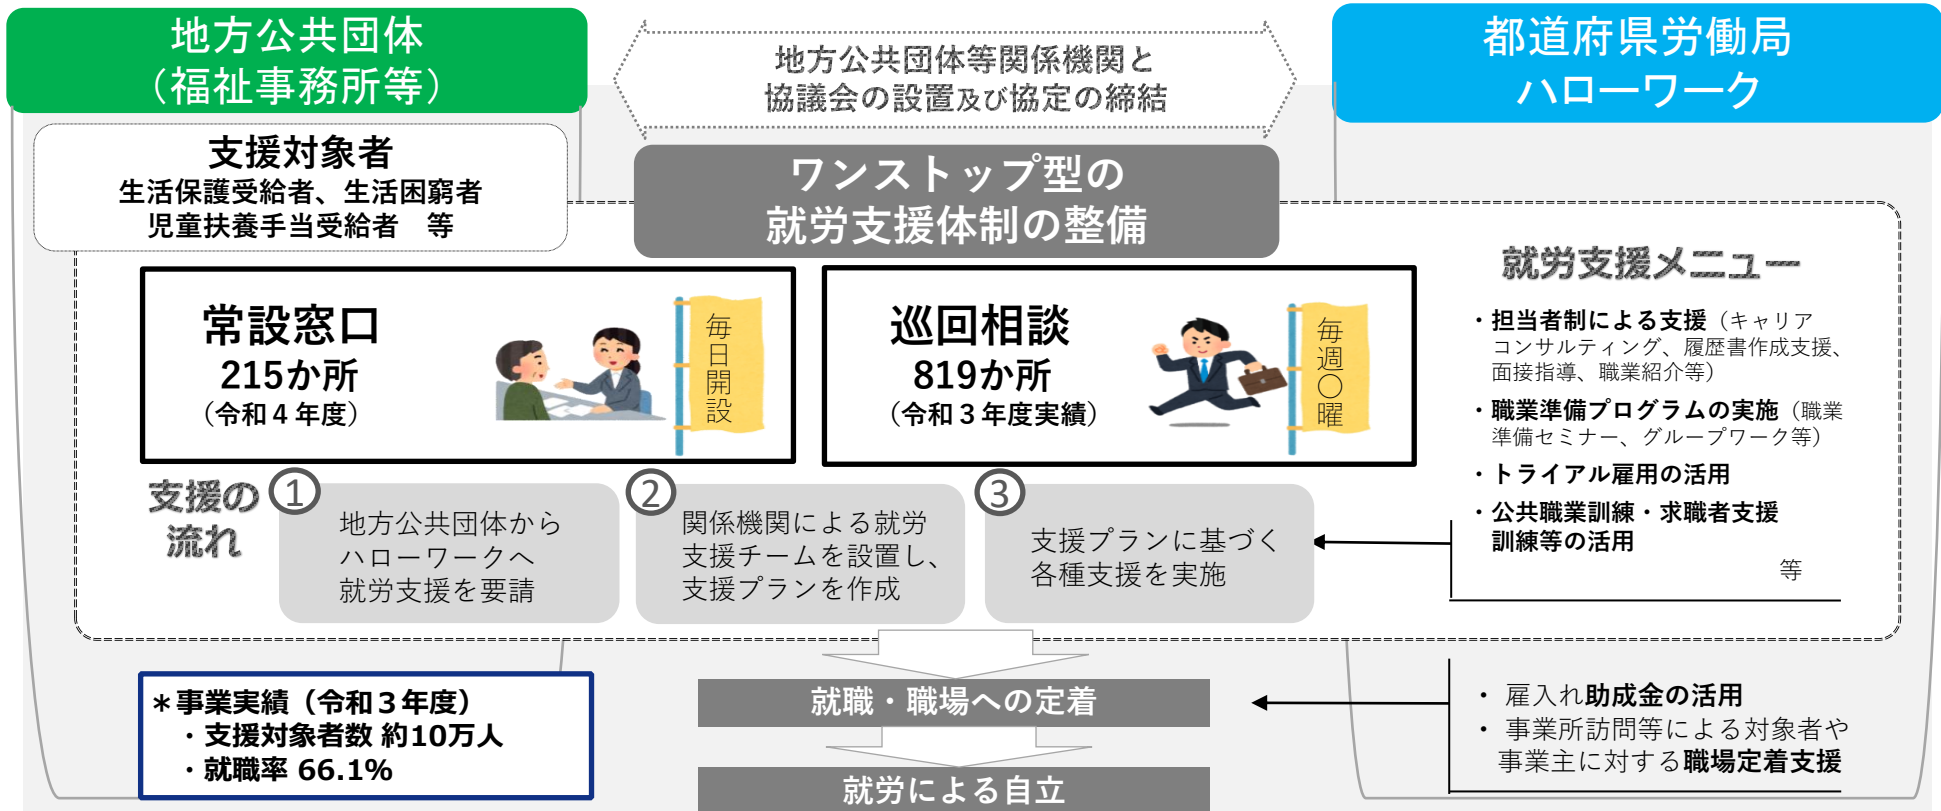 地方公共団体
（福祉事務所等）
地方公共団体等関係機関と
協議会の設置及び協定の締結
都道府県労働局
ハローワーク
支援対象者
生活保護受給者、生活困窮者
児童扶養手当受給者　等
ワンストップ型の
就労支援体制の整備
常設窓口
215か所
（令和４年度）
毎日開設
巡回相談
819か所
（令和３年度実績）
毎週〇曜
就労支援メニュー
・担当者制による支援（キャリア
コンサルティング、履歴書作成支援、
面接指導、職業紹介等）
・職業準備プログラムの実施（職業
準備セミナー、グループワーク等）
・トライアル雇用の活用
・公共職業訓練・求職者支援
訓練等の活用
等
支援の
流れ
①
地方公共団体から
ハローワークへ
就労支援を要請
②
関係機関による就労
支援チームを設置し、
支援プランを作成
③
支援プランに基づく
各種支援を実施
＊事業実績（令和３年度）
・支援対象者数 約10万人
・就職率 66.1%
就職・職場への定着
就労による自立
・ 雇入れ助成金の活用
・ 事業所訪問等による対象者や
事業主に対する職場定着支援